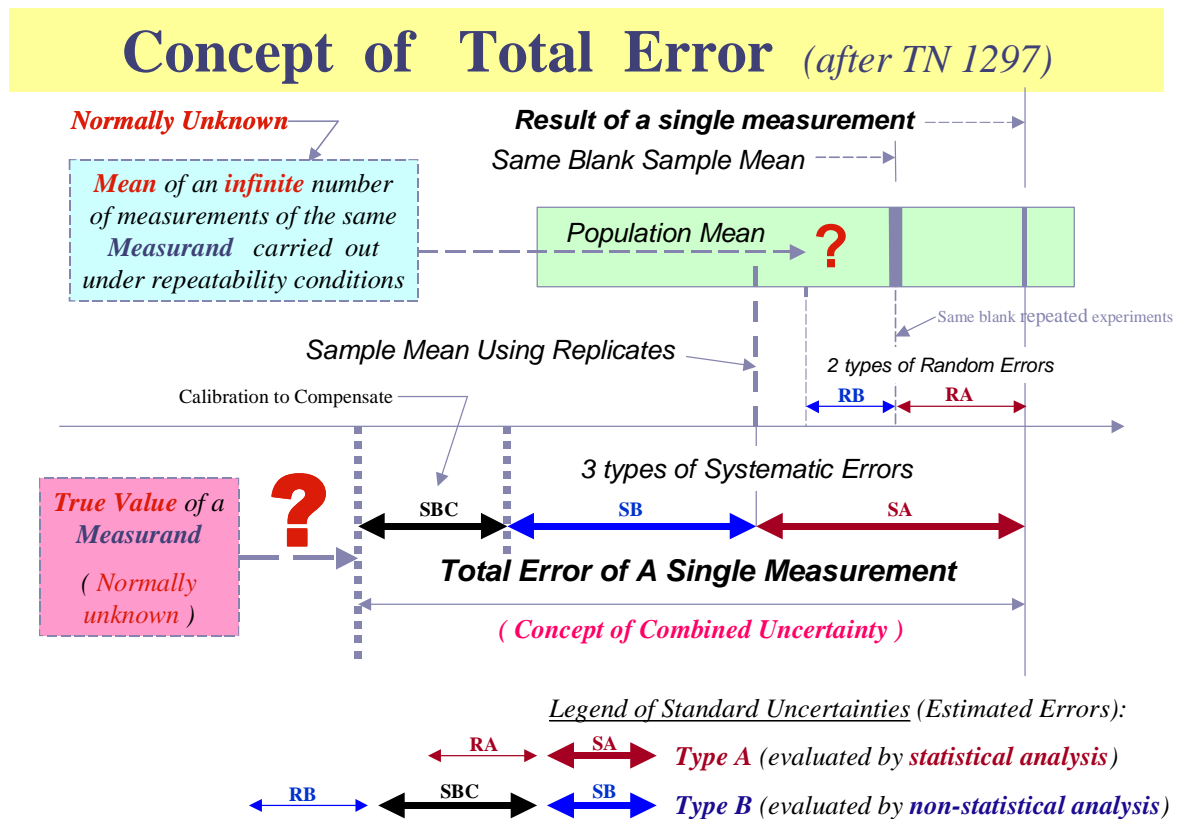 Concept of Total Error (after TN 1297)
Normally Unknown
Result of a single measurement
Same Blank Sample Mean
Mean of an infinite number
of measurements of the same
Measurand carried out
under repeatability conditions
Population Mean
?
Same blank repeated experiments
Sample Mean Using Replicates
2 types of Random Errors
Calibration to Compensate
RB
RA
3 types of Systematic Errors
True Value of a
Measurand
( Normally
unknown )
?
SBC
SB
SA
Total Error of A Single Measurement
( Concept of Combined Uncertainty )
Legend of Standard Uncertainties (Estimated Errors):
RA SA Type A (evaluated by statistical analysis)
RB SBC SB Type B (evaluated by non-statistical analysis)